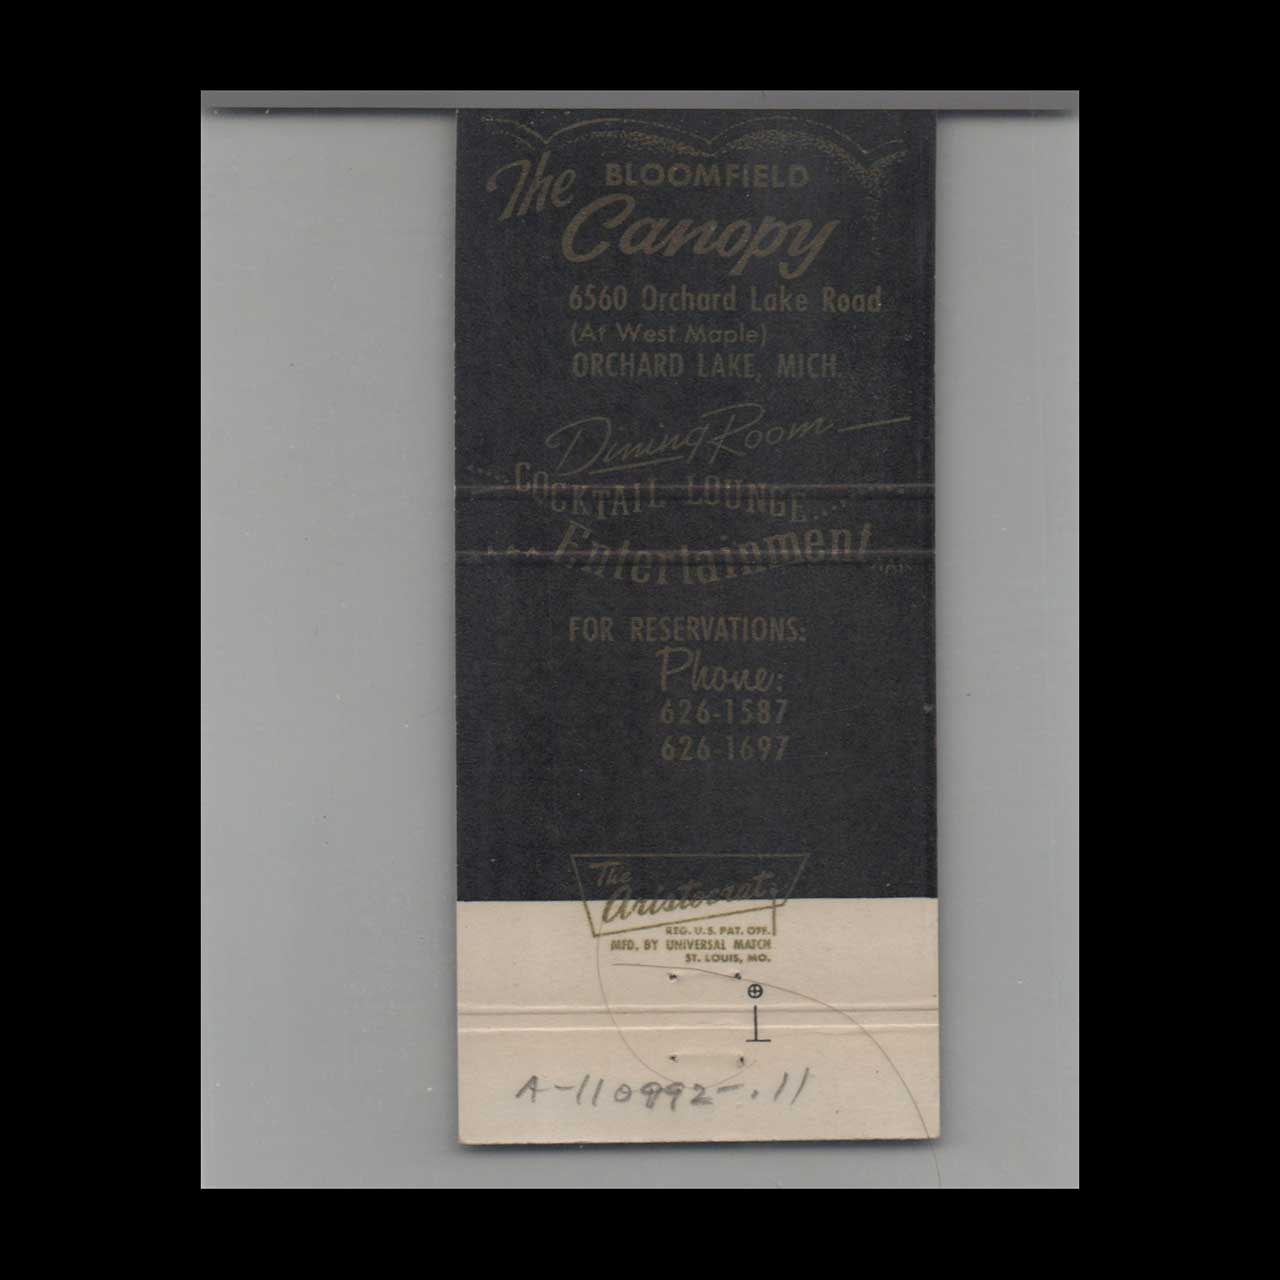 The BLOOMFIELD
Canopy
6560 Orchard Lake Road
(At West Maple)
ORCHARD LAKE, MICH.
Dining Room
COCKTAIL LOUNGE
Entertainment
FOR RESERVATIONS:
Phone:
626-1587
626-1697
The
Aristocrat
REG. U.S. PAT. OFF.
MFD. BY UNIVERSAL MATCH
ST. LOUIS, MO.
A-110992-.11